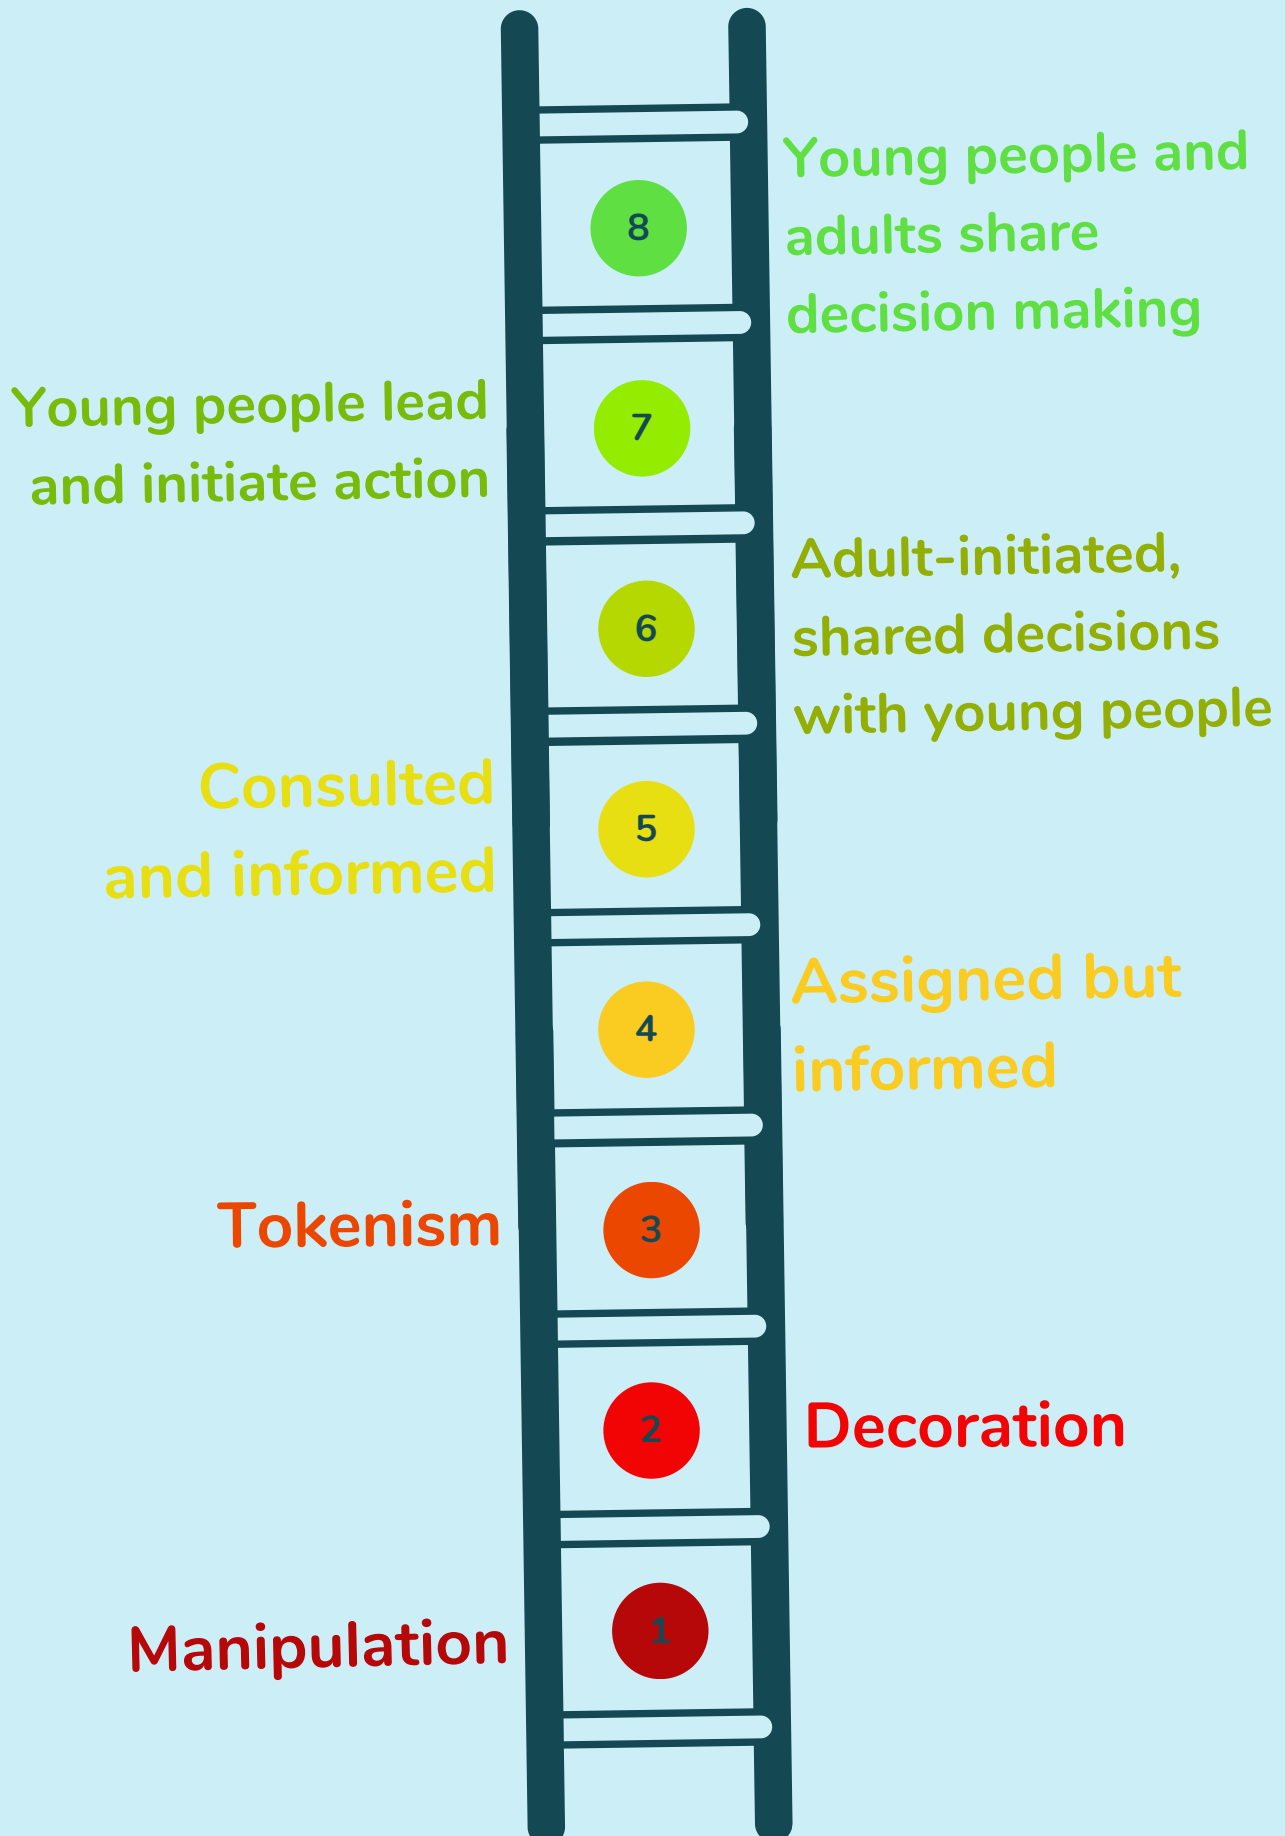 Young people and
adults share
decision making
8
Young people lead
and initiate action
7
Adult-initiated,
shared decisions
with young people
6
Consulted
and informed
5
Assigned but
informed
4
Tokenism
3
Decoration
2
Manipulation
1